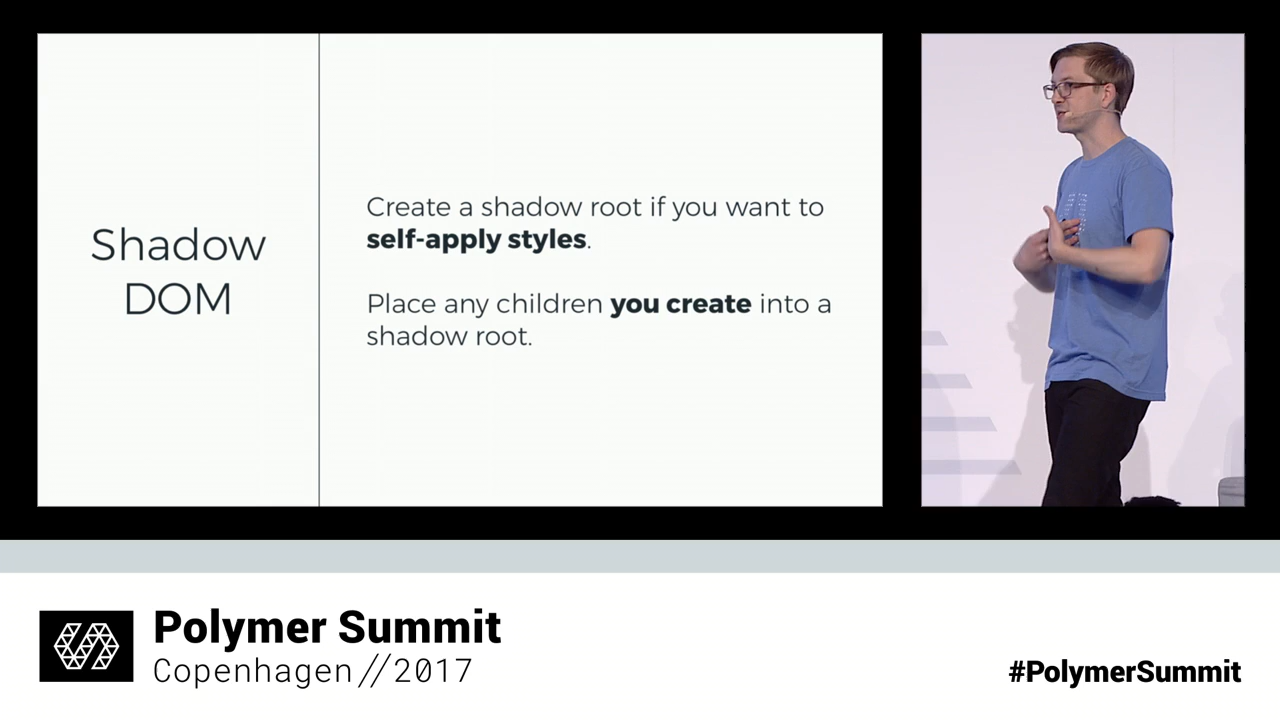 Shadow
DOM
Create a shadow root if you want to
self-apply styles.
Place any children you create into a
shadow root.
Polymer Summit
Copenhagen//2017
#PolymerSummit